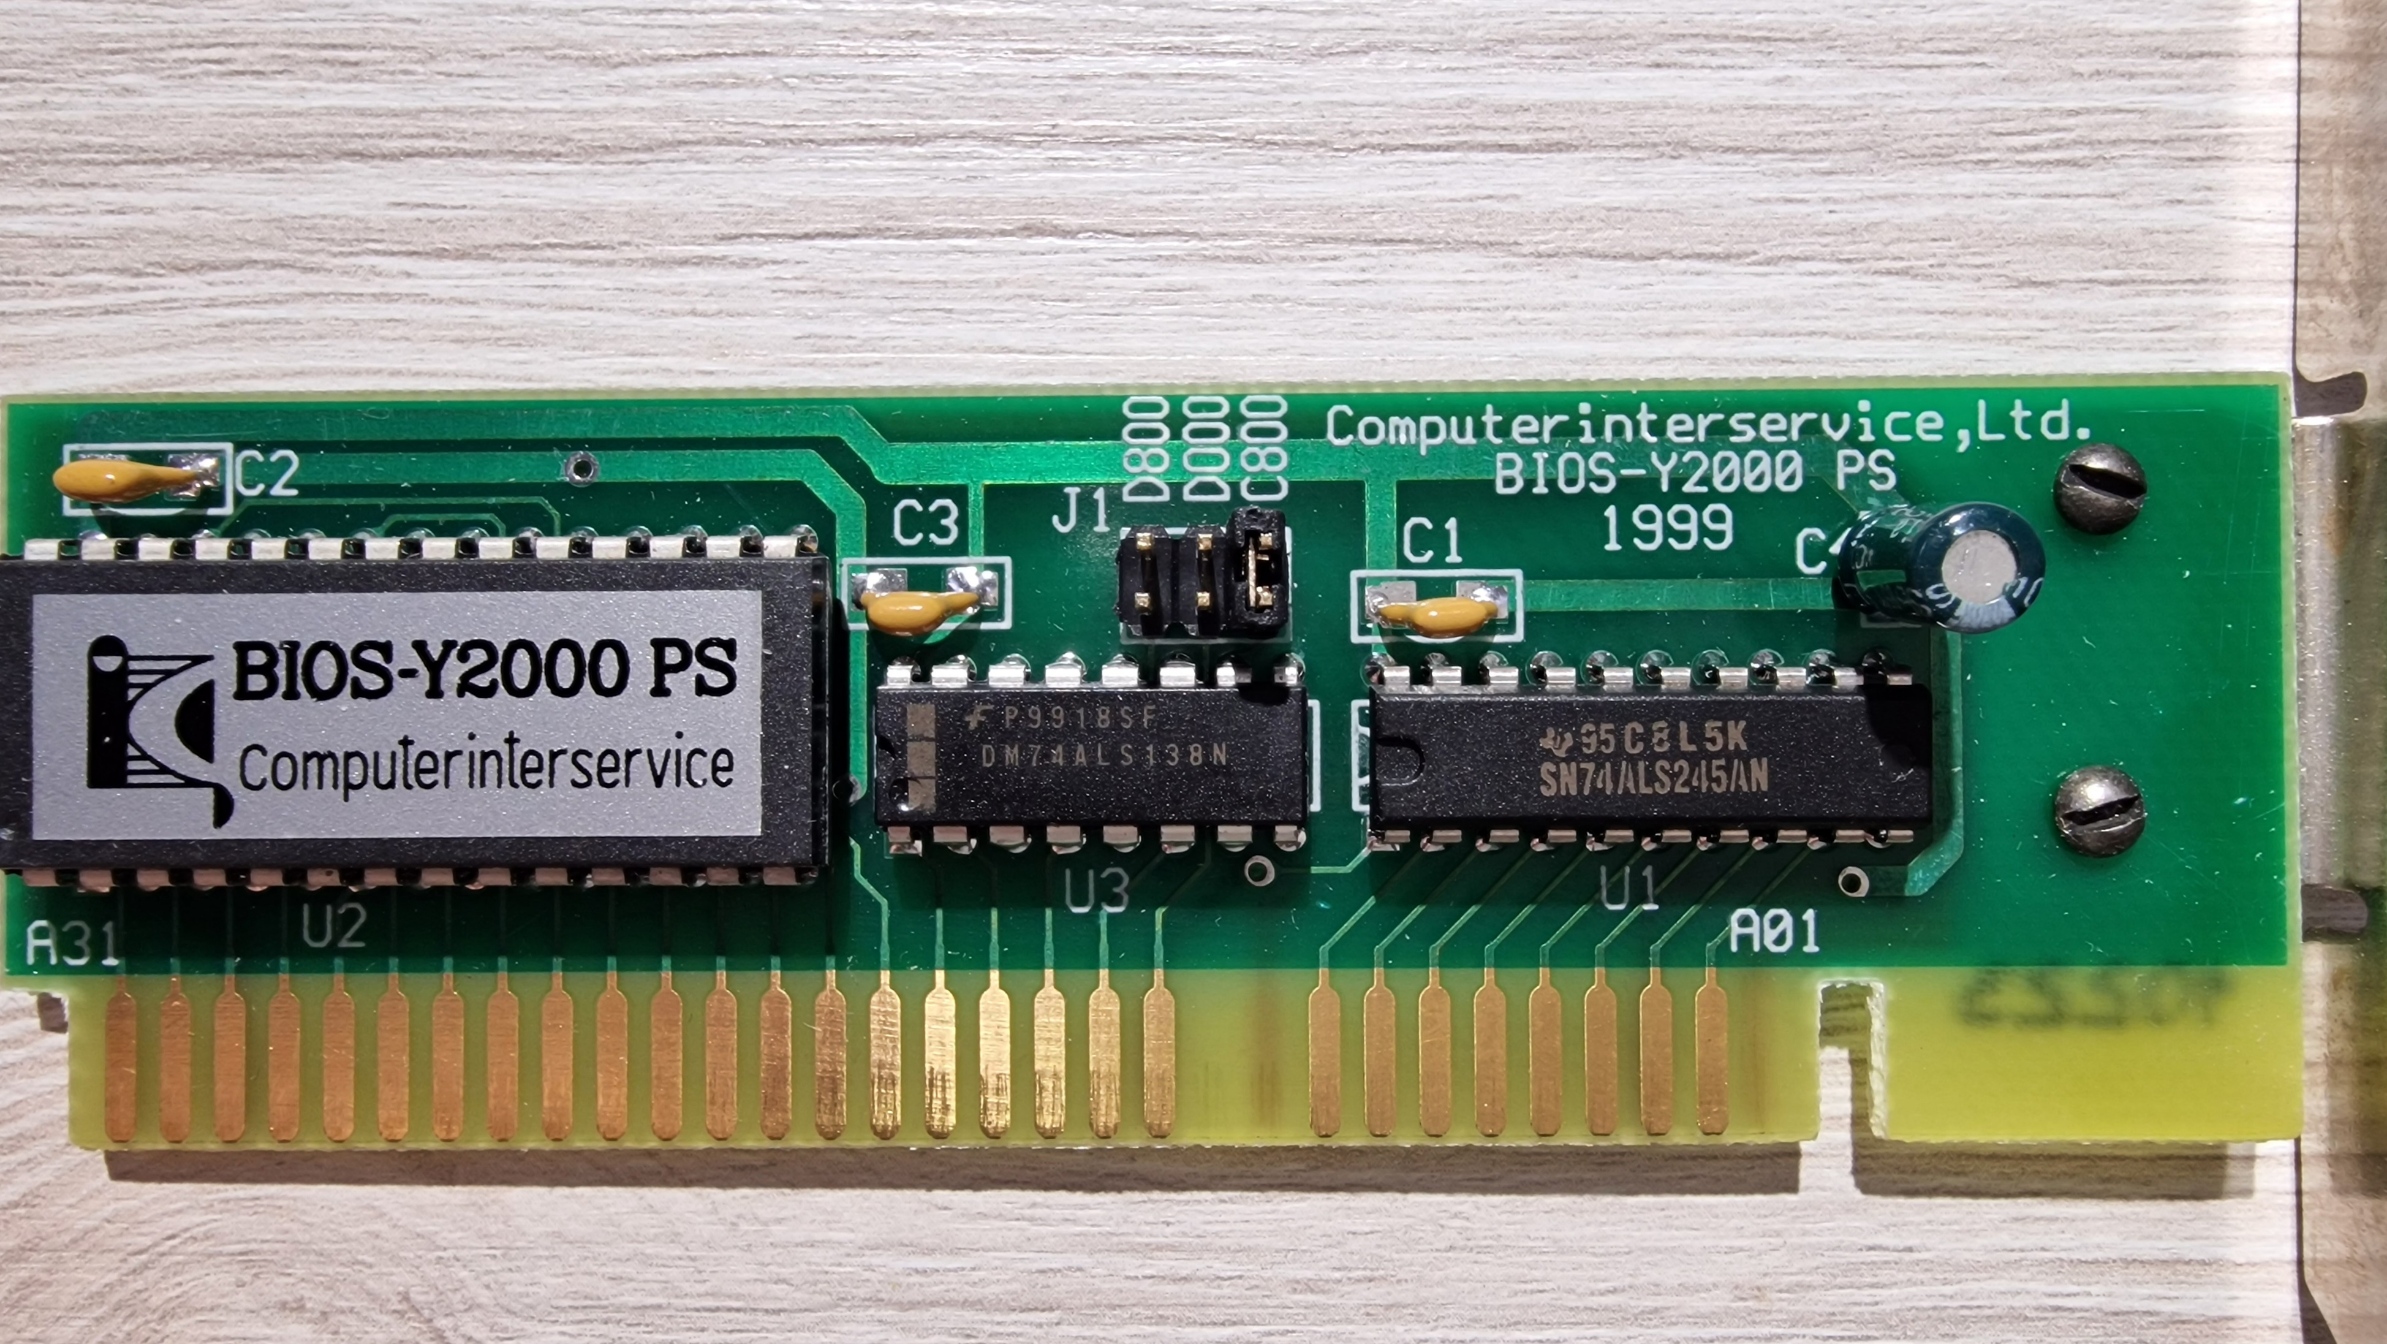 D800
D000
C800
Computerinterservice,Ltd.
BIOS-Y2000 PS
1999
C2
C3
J1
C1
BIOS-Y2000 PS
Computerinterservice
P9918SF
DM74ALS138N
95C8L5K
SN74ALS245AN
A31
U2
U3
U1
A01